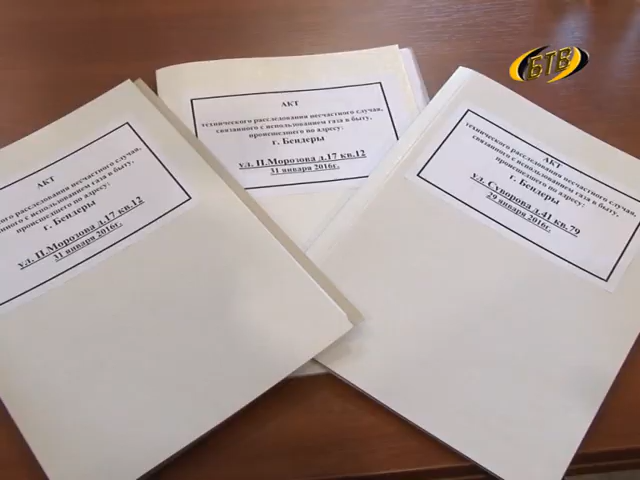 БТВ
АКТ
технического расследования несчастного случая,
связанного с использованием газа в быту,
происшедшего по адресу:
г. Бендеры
ул. П.Морозова д.17 кв.12
31 января 2016г.
АКТ
расследования несчастного случая,
с использованием газа в быту,
происшедшего по адресу:
г. Бендеры
ул. П.Морозова д.17 кв.12
31 января 2016г.
АКТ
технического расследования несчастного случая,
связанного с использованием газа в быту,
происшедшего по адресу:
г. Бендеры
ул. Суворова д.41 кв.79
29 января 2016г.